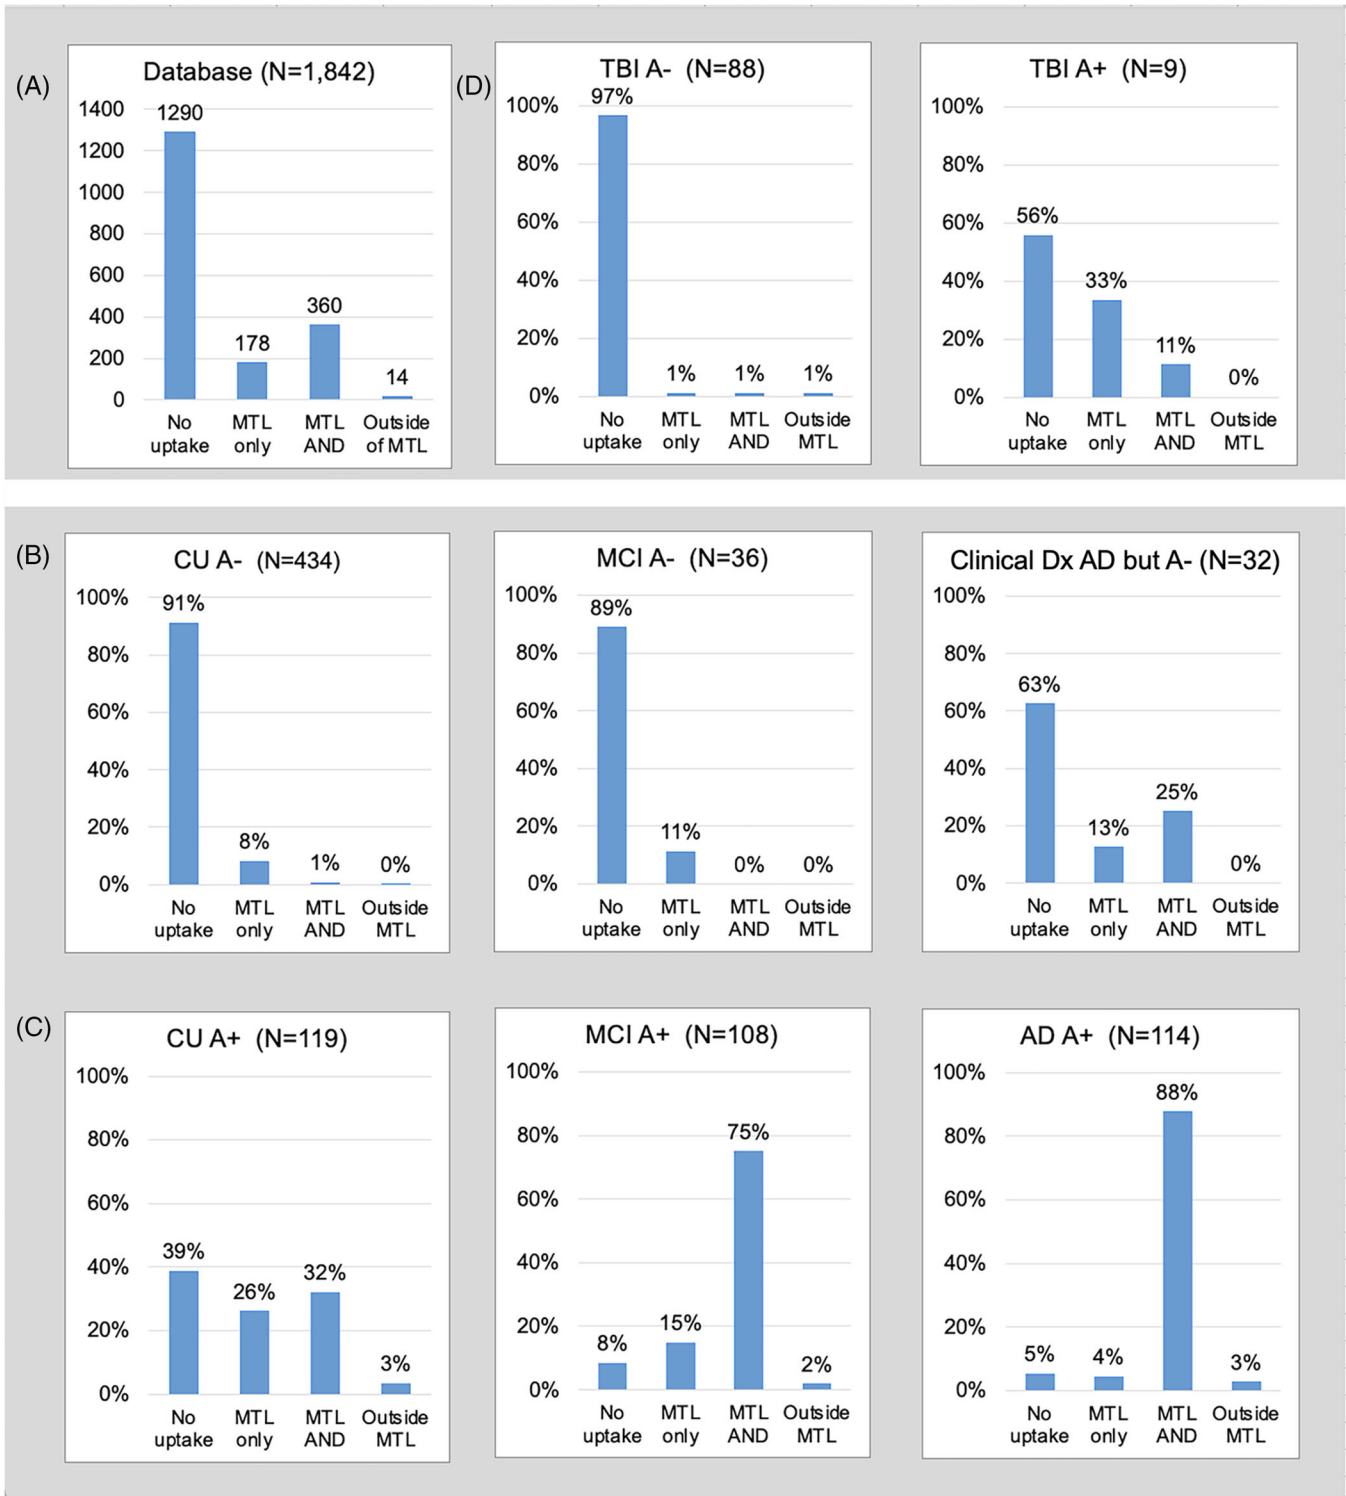 (A)
Database (N=1,842)
1400
1200
1000
800
600
400
200
0
1290
178
360
14
No uptake
MTL only
MTL AND
Outside of MTL
(D)
TBI A- (N=88)
100%
80%
60%
40%
20%
0%
97%
1%
1%
1%
No uptake
MTL only
MTL AND
Outside MTL
TBI A+ (N=9)
100%
80%
60%
40%
20%
0%
56%
33%
11%
0%
No uptake
MTL only
MTL AND
Outside MTL
(B)
CU A- (N=434)
100%
80%
60%
40%
20%
0%
91%
8%
1%
0%
No uptake
MTL only
MTL AND
Outside MTL
MCI A- (N=36)
100%
80%
60%
40%
20%
0%
89%
11%
0%
0%
No uptake
MTL only
MTL AND
Outside MTL
Clinical Dx AD but A- (N=32)
100%
80%
60%
40%
20%
0%
63%
13%
25%
0%
No uptake
MTL only
MTL AND
Outside MTL
(C)
CU A+ (N=119)
100%
80%
60%
40%
20%
0%
39%
26%
32%
3%
No uptake
MTL only
MTL AND
Outside MTL
MCI A+ (N=108)
100%
80%
60%
40%
20%
0%
8%
15%
75%
2%
No uptake
MTL only
MTL AND
Outside MTL
AD A+ (N=114)
100%
80%
60%
40%
20%
0%
5%
4%
88%
3%
No uptake
MTL only
MTL AND
Outside MTL